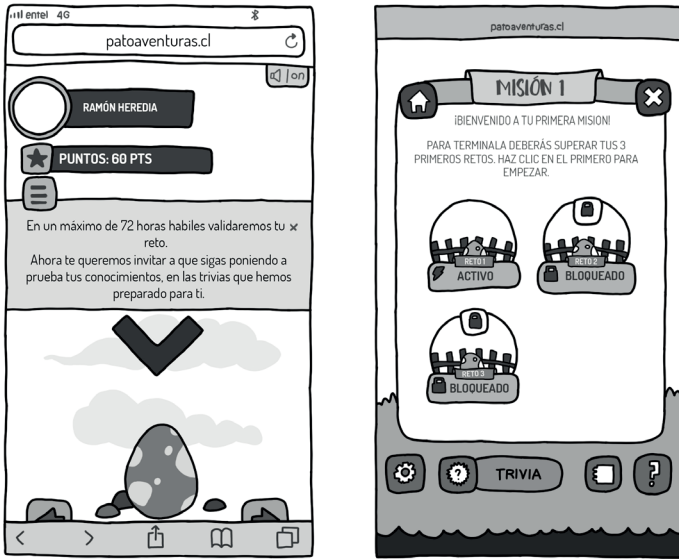 entel 4G
patoaventuras.cl
on
RAMÓN HEREDIA
PUNTOS: 60 PTS
En un máximo de 72 horas habiles validaremos tu
reto.
Ahora te queremos invitar a que sigas poniendo a
prueba tus conocimientos, en las trivias que hemos
preparado para ti.
patoaventuras.cl
MISIÓN 1
¡BIENVENIDO A TU PRIMERA MISION!
PARA TERMINALA DEBERÁS SUPERAR TUS 3
PRIMEROS RETOS. HAZ CLIC EN EL PRIMERO PARA
EMPEZAR.
RETO 1
ACTIVO
RETO 2
BLOQUEADO
RETO 3
BLOQUEADO
?
TRIVIA
?